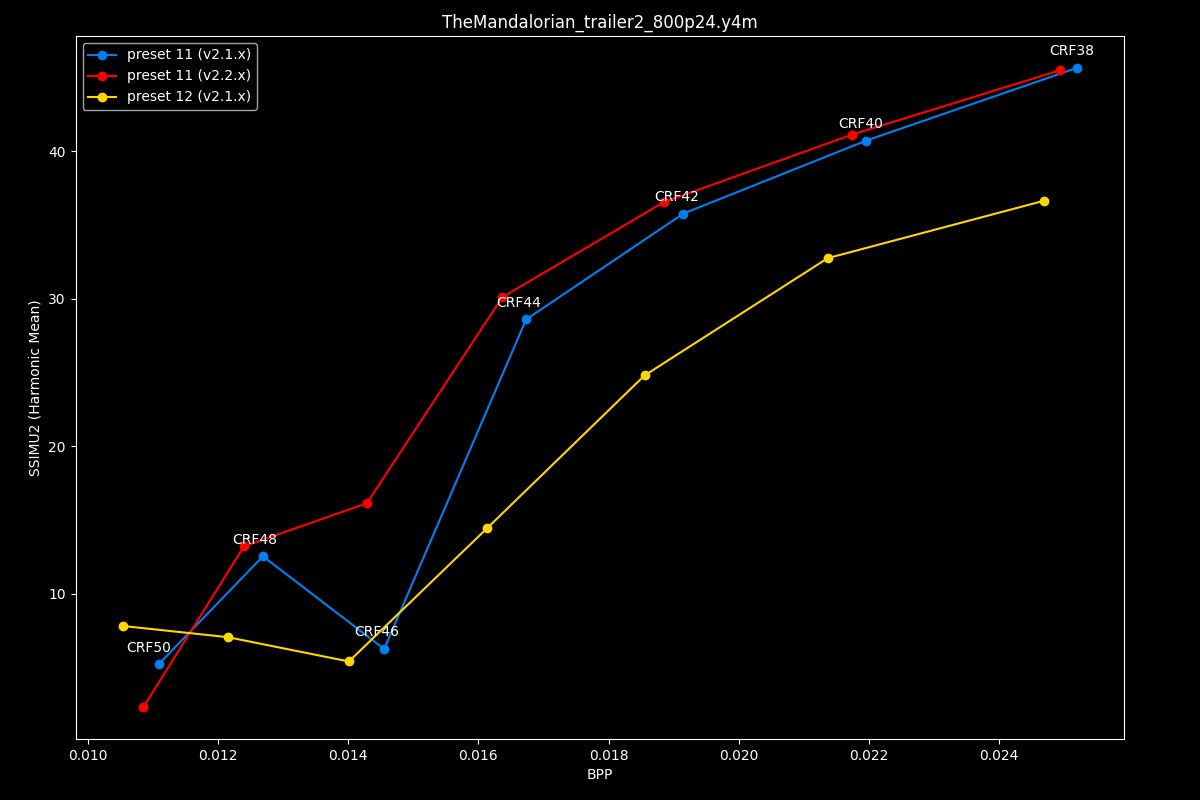 TheMandalorian_trailer2_800p24.y4m
preset 11 (v2.1.x)
preset 11 (v2.2.x)
preset 12 (v2.1.x)
CRF38
CRF40
CRF42
CRF44
CRF48
CRF46
CRF50
40
30
20
10
SSIMU2 (Harmonic Mean)
0.010 0.012 0.014 0.016 0.018 0.020 0.022 0.024
BPP